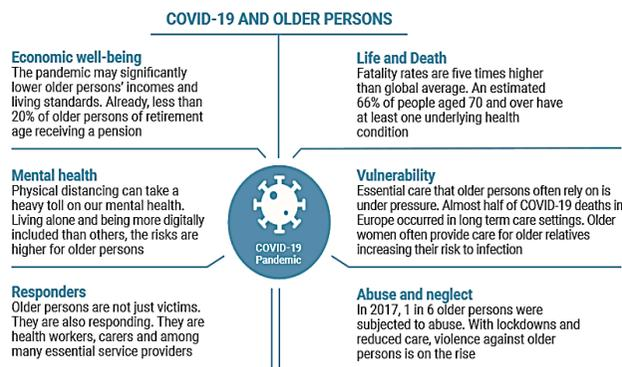 COVID-19 AND OLDER PERSONS
Economic well-being
The pandemic may significantly
lower older persons' incomes and
living standards. Already, less than
20% of older persons of retirement
age receiving a pension
Life and Death
Fatality rates are five times higher
than global average. An estimated
66% of people aged 70 and over have
at least one underlying health
condition
Mental health
Physical distancing can take a
heavy toll on our mental health.
Living alone and being more digitally
included than others, the risks are
higher for older persons
COVID-19
Pandemic
Vulnerability
Essential care that older persons often rely on is
under pressure. Almost half of COVID-19 deaths in
Europe occurred in long term care settings. Older
women often provide care for older relatives
increasing their risk to infection
Responders
Older persons are not just victims.
They are also responding. They are
health workers, carers and among
many essential service providers
Abuse and neglect
In 2017, 1 in 6 older persons were
subjected to abuse. With lockdowns and
reduced care, violence against older
persons is on the rise